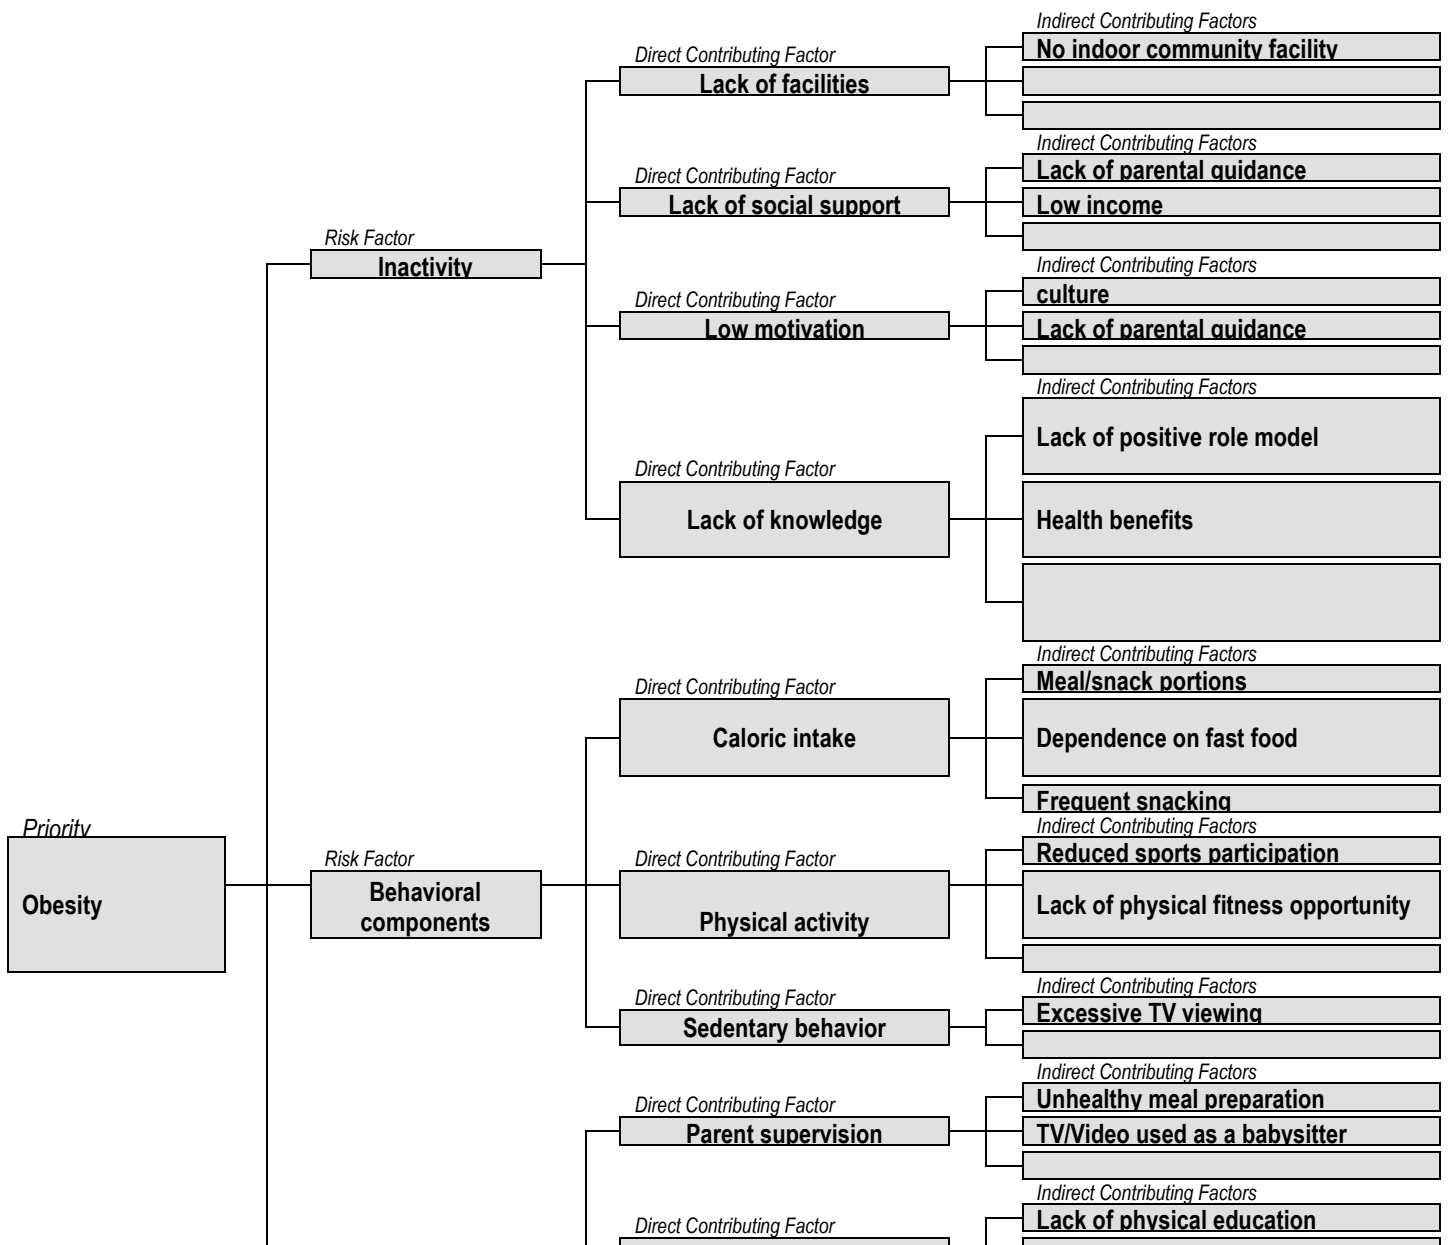 Indirect Contributing Factors
No indoor community facility
Direct Contributing Factor
Lack of facilities
Indirect Contributing Factors
Lack of parental guidance
Direct Contributing Factor
Lack of social support
Low income
Risk Factor
Inactivity
Indirect Contributing Factors
culture
Direct Contributing Factor
Low motivation
Lack of parental guidance
Indirect Contributing Factors
Lack of positive role model
Direct Contributing Factor
Lack of knowledge
Health benefits
Indirect Contributing Factors
Meal/snack portions
Direct Contributing Factor
Caloric intake
Dependence on fast food
Frequent snacking
Priority
Obesity
Risk Factor
Behavioral
components
Indirect Contributing Factors
Reduced sports participation
Direct Contributing Factor
Physical activity
Lack of physical fitness opportunity
Indirect Contributing Factors
Excessive TV viewing
Direct Contributing Factor
Sedentary behavior
Indirect Contributing Factors
Unhealthy meal preparation
Direct Contributing Factor
Parent supervision
TV/Video used as a babysitter
Indirect Contributing Factors
Lack of physical education
Direct Contributing Factor